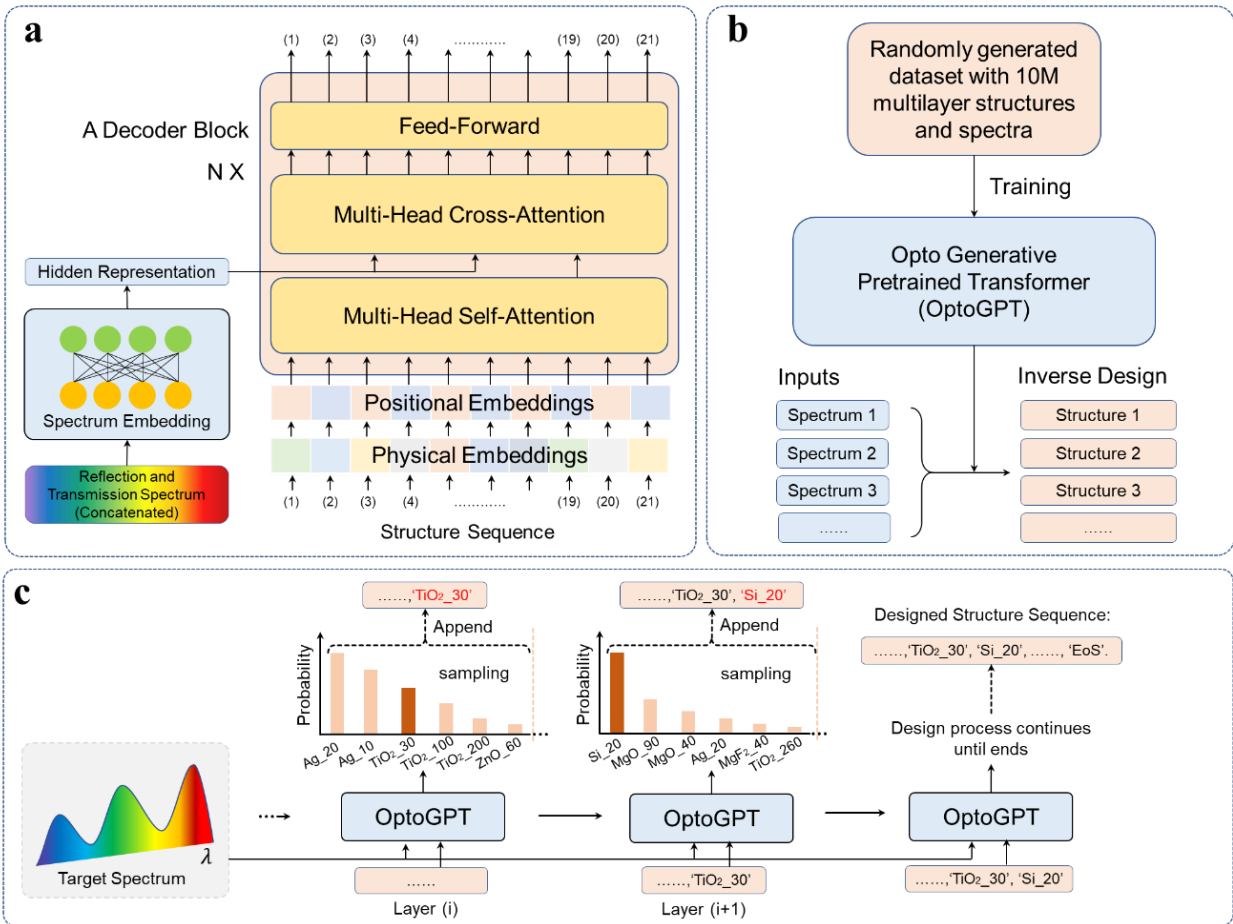 a
(1) (2) (3) (4) ............ (19) (20) (21)
A Decoder Block
N X
Feed-Forward
Multi-Head Cross-Attention
Hidden Representation
Multi-Head Self-Attention
Spectrum Embedding
Positional Embeddings
Physical Embeddings
Reflection and
Transmission Spectrum
(Concatenated)
(1) (2) (3) (4) ............ (19) (20) (21)
Structure Sequence
b
Randomly generated
dataset with 10M
multilayer structures
and spectra
Training
Opto Generative
Pretrained Transformer
(OptoGPT)
Inputs
Spectrum 1
Spectrum 2
Spectrum 3
......
Inverse Design
Structure 1
Structure 2
Structure 3
......
c
Target Spectrum
λ
......,‘TiO₂_30’
Append
sampling
Probability
Ag_20
Ag_10
TiO₂_30
TiO₂_100
TiO₂_200
ZnO_60
OptoGPT
......
Layer (i)
......,‘TiO₂_30’, ‘Si_20’
Append
sampling
Probability
Si_20
MgO_90
MgO_40
Ag_20
MgF₂_40
TiO₂_260
OptoGPT
......,‘TiO₂_30’
Layer (i+1)
Designed Structure Sequence:
......,‘TiO₂_30’, ‘Si_20’, ......, ‘EoS’.
Design process continues
until ends
OptoGPT
......,‘TiO₂_30’, ‘Si_20’